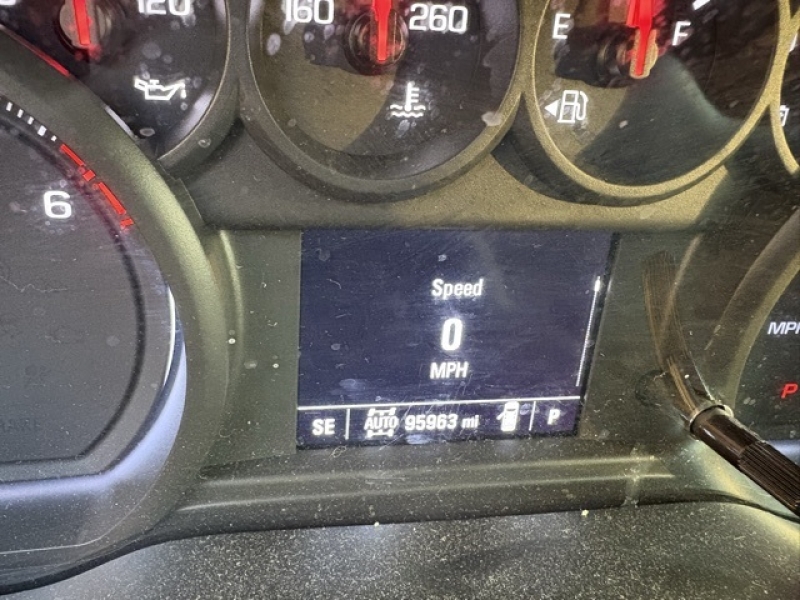 120
160 260
E F
6
Speed
0
MPH
MPH
P
SE AUTO 95963 mi P